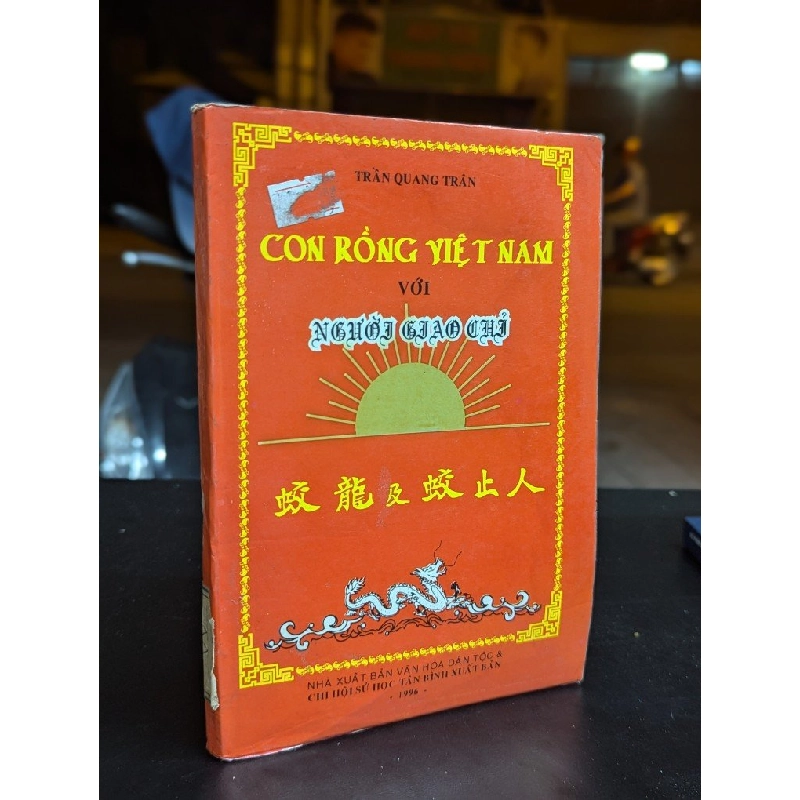 TRẦN QUANG TRÂN
CON RỒNG VIỆT NAM
VỚI
NGƯỜI GIAO CHỈ
蛟龍及蛟止人
NHÀ XUẤT BẢN VĂN HÓA DÂN TỘC &
CHI HỘI SỬ HỌC TÂN BÌNH XUẤT BẢN
- 1996 -